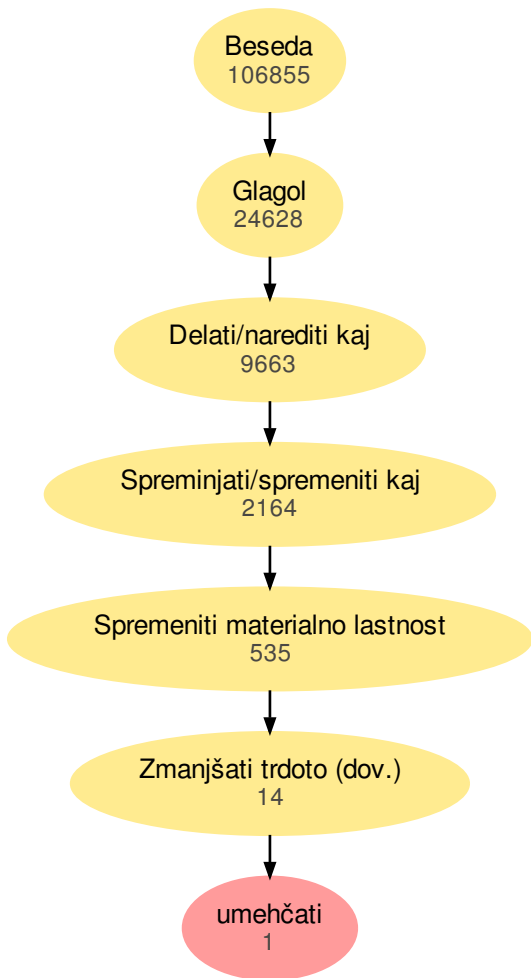 Beseda
106855
Glagol
24628
Delati/narediti kaj
9663
Spreminjati/spremeniti kaj
2164
Spremeniti materialno lastnost
535
Zmanjšati trdoto (dov.)
14
umehčati
1